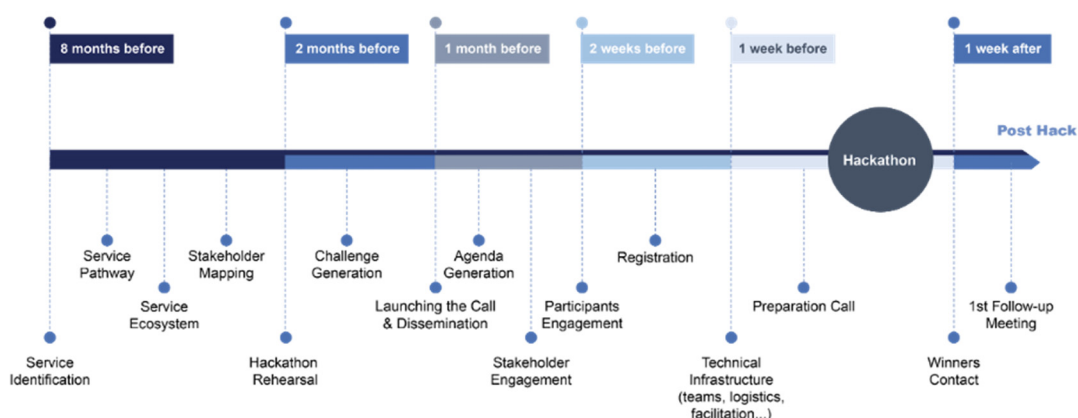 8 months before
2 months before
1 month before
2 weeks before
1 week before
1 week after
Post Hack
Hackathon
Service
Pathway
Stakeholder
Mapping
Challenge
Generation
Agenda
Generation
Registration
Service
Ecosystem
Launching the Call
& Dissemination
Participants
Engagement
Preparation Call
1st Follow-up
Meeting
Service
Identification
Hackathon
Rehearsal
Stakeholder
Engagement
Technical
Infrastructure
(teams, logistics,
facilitation...)
Winners
Contact